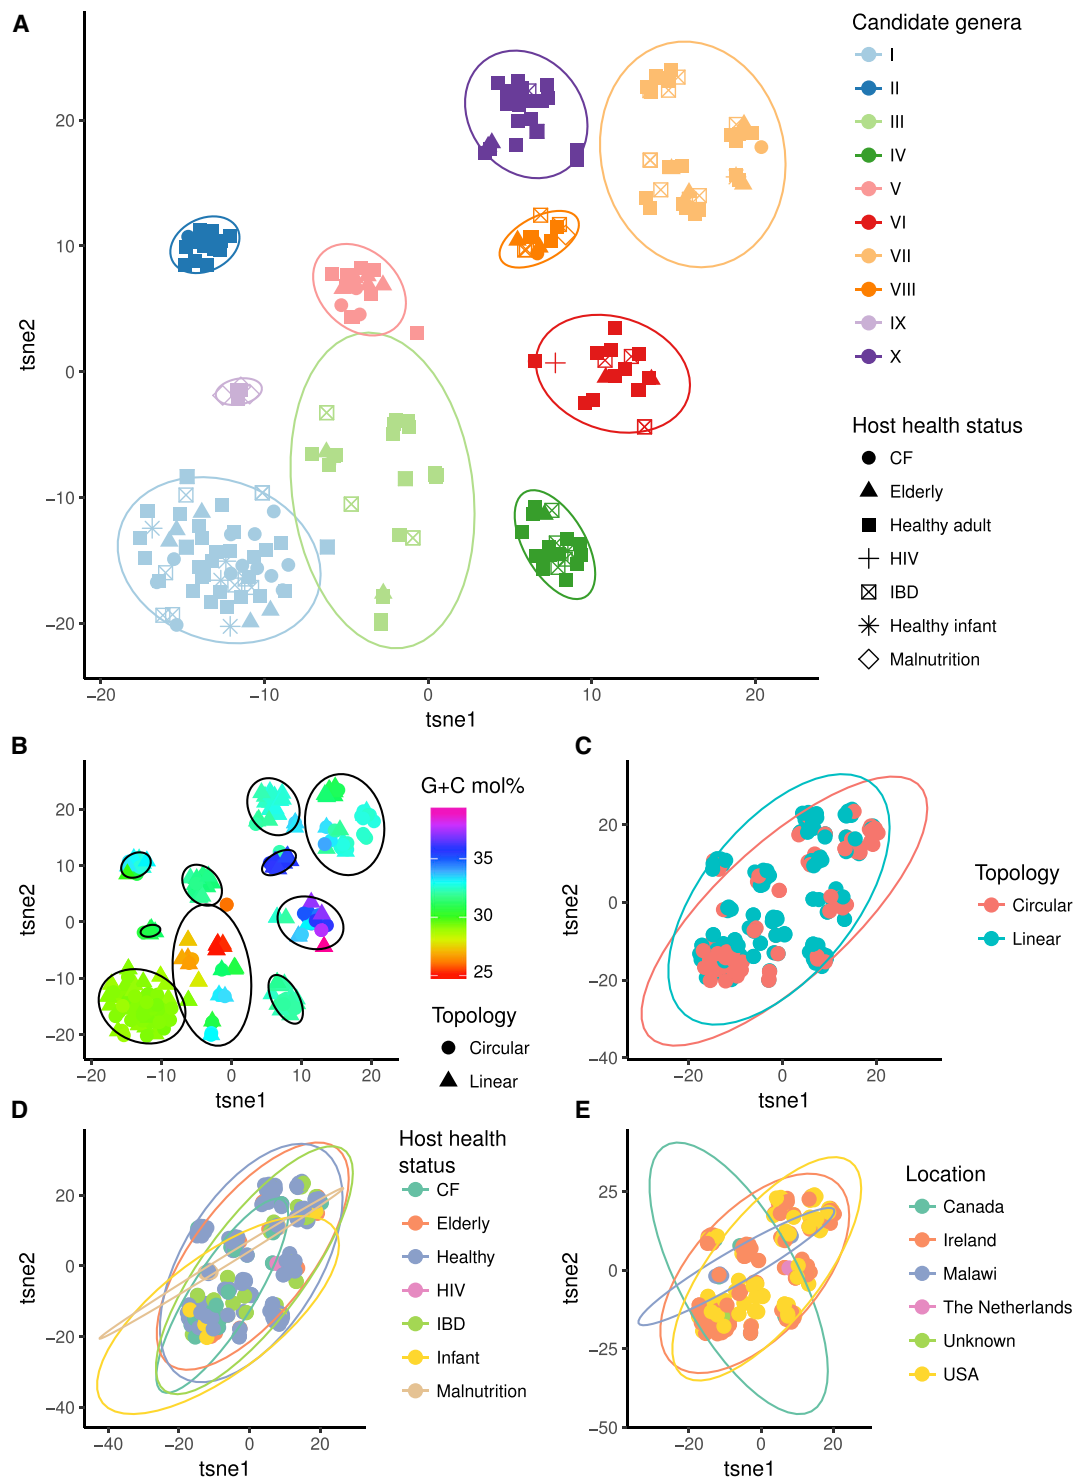 A
Candidate genera
I
II
III
IV
V
VI
VII
VIII
IX
X
Host health status
CF
Elderly
Healthy adult
HIV
IBD
Healthy infant
Malnutrition
tsne2
20
10
0
−10
−20
−20
−10
0
10
20
tsne1
B
tsne2
20
10
0
−10
−20
−20
−10
0
10
20
tsne1
G+C mol%
35
30
25
Topology
Circular
Linear
C
tsne2
20
0
−20
−40
−20
0
20
tsne1
Topology
Circular
Linear
D
tsne2
20
0
−20
−40
−40
−20
0
20
tsne1
Host health
status
CF
Elderly
Healthy
HIV
IBD
Infant
Malnutrition
E
tsne2
25
0
−25
−50
−20
0
20
tsne1
Location
Canada
Ireland
Malawi
The Netherlands
Unknown
USA